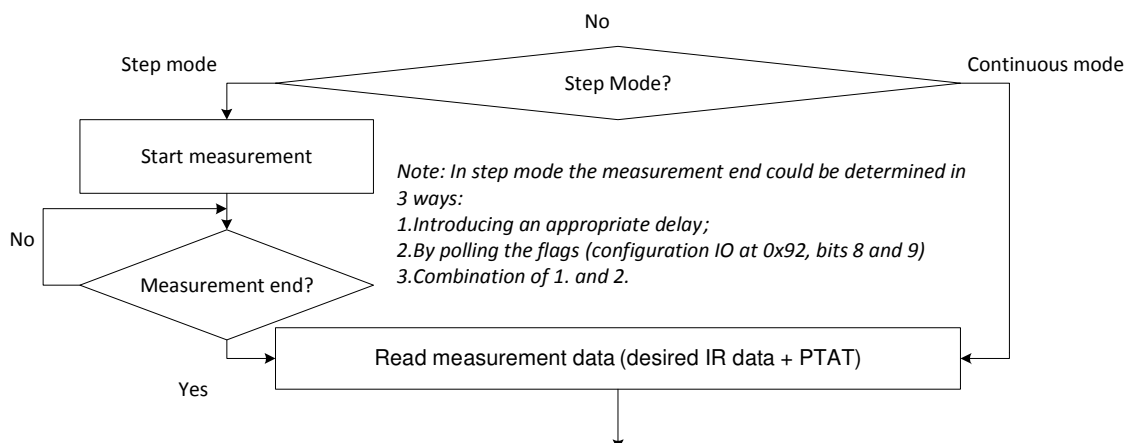 No
Step mode
Continuous mode
Step Mode?
Start measurement
Note: In step mode the measurement end could be determined in
3 ways:
1.Introducing an appropriate delay;
2.By polling the flags (configuration IO at 0x92, bits 8 and 9)
3.Combination of 1. and 2.
No
Measurement end?
Read measurement data (desired IR data + PTAT)
Yes